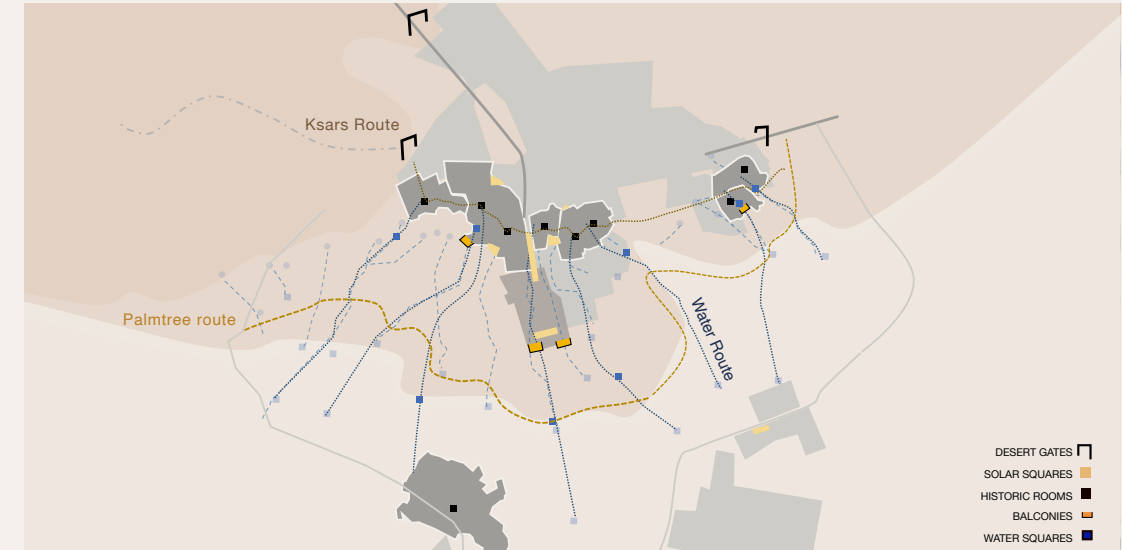 Ksars Route
Palmtree route
Water Route
DESERT GATES
SOLAR SQUARES
HISTORIC ROOMS
BALCONIES
WATER SQUARES